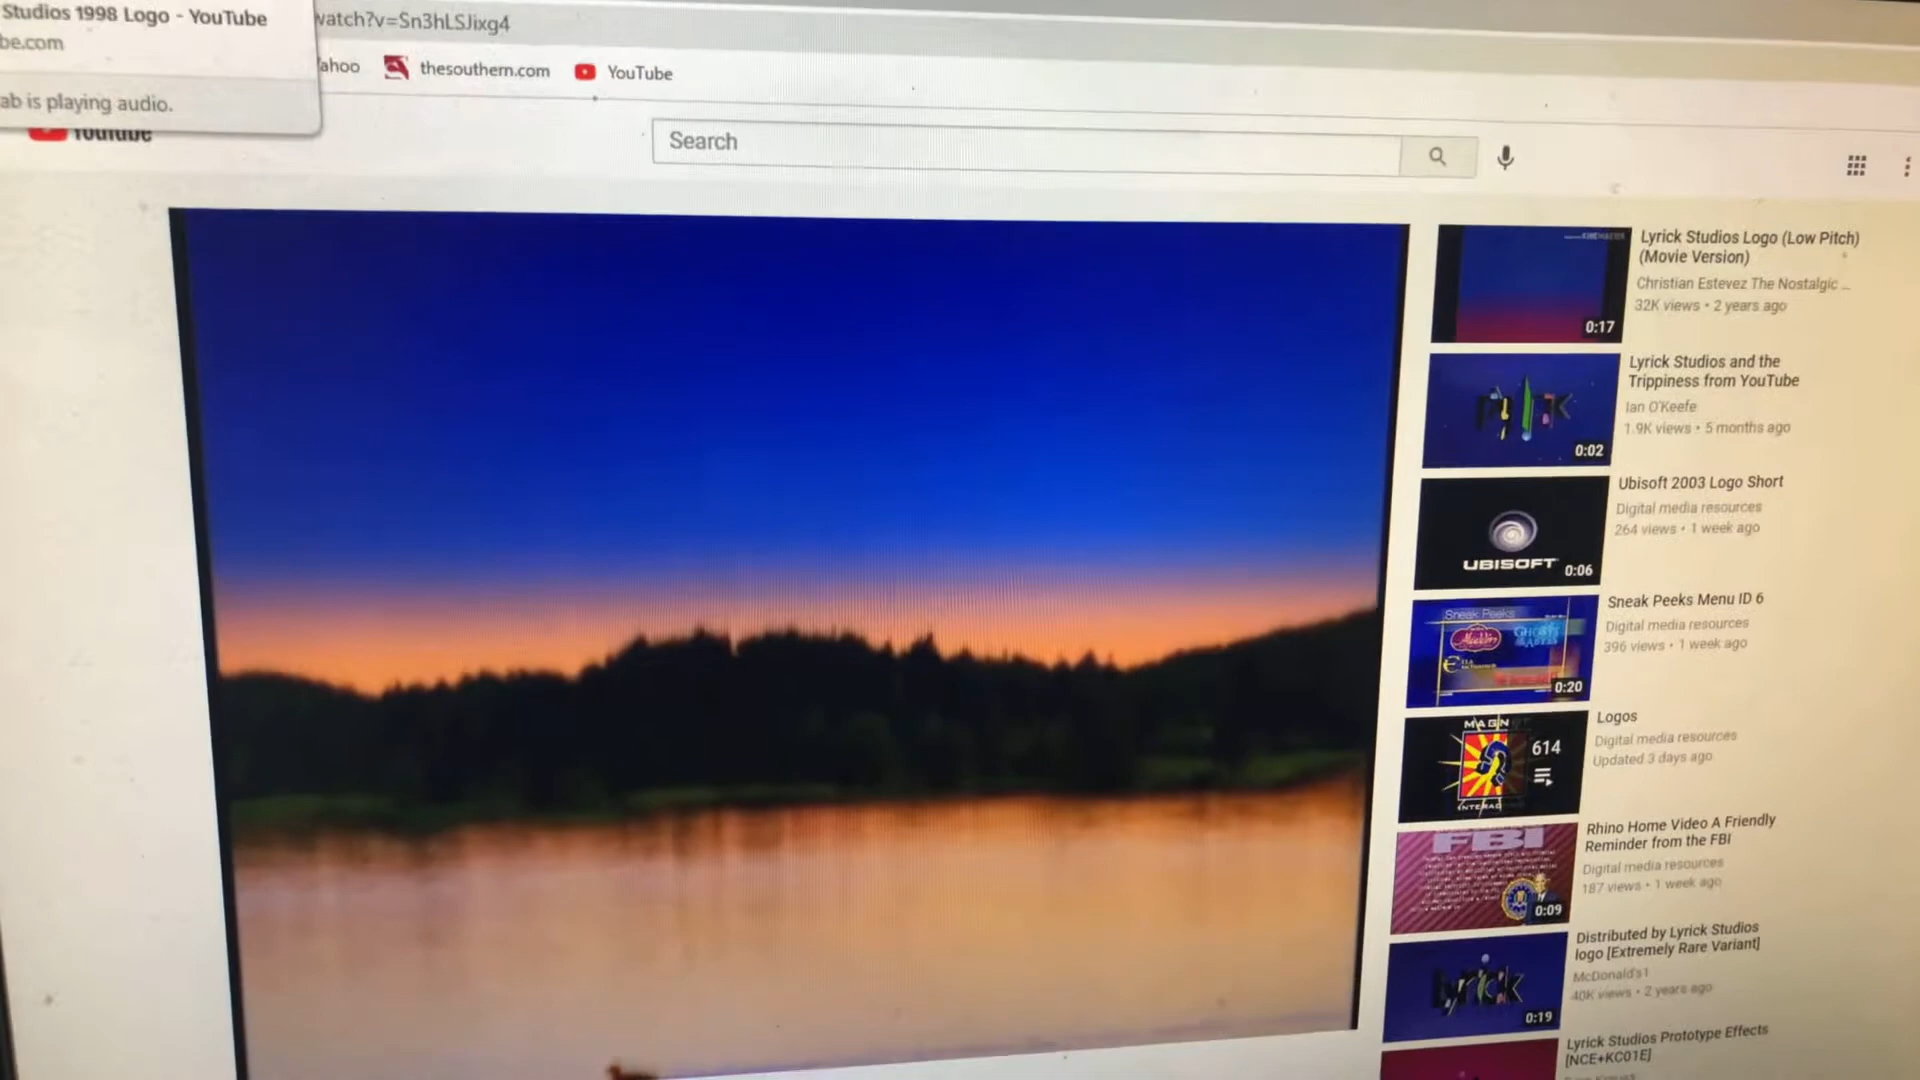 Studios 1998 Logo - YouTube
be.com
ab is playing audio.
watch?v=Sn3hLSJixg4
ahoo
thesouthern.com
YouTube
YouTube
Search
Lyrick Studios Logo (Low Pitch)
(Movie Version)
Christian Estevez The Nostalgic ...
32K views • 2 years ago
0:17
Lyrick Studios and the
Trippiness from YouTube
Ian O'Keefe
1.9K views • 5 months ago
0:02
Ubisoft 2003 Logo Short
Digital media resources
264 views • 1 week ago
UBISOFT
0:06
Sneak Peeks Menu ID 6
Digital media resources
396 views • 1 week ago
Sneak Peeks
Aladdin
0:20
Logos
Digital media resources
Updated 3 days ago
MAGN
614
Rhino Home Video A Friendly
Reminder from the FBI
Digital media resources
187 views • 1 week ago
FBI
0:09
Distributed by Lyrick Studios
logo [Extremely Rare Variant]
McDonald's1
40K views • 2 years ago
lyrick
0:19
Lyrick Studios Prototype Effects
[NCE+KC01E]